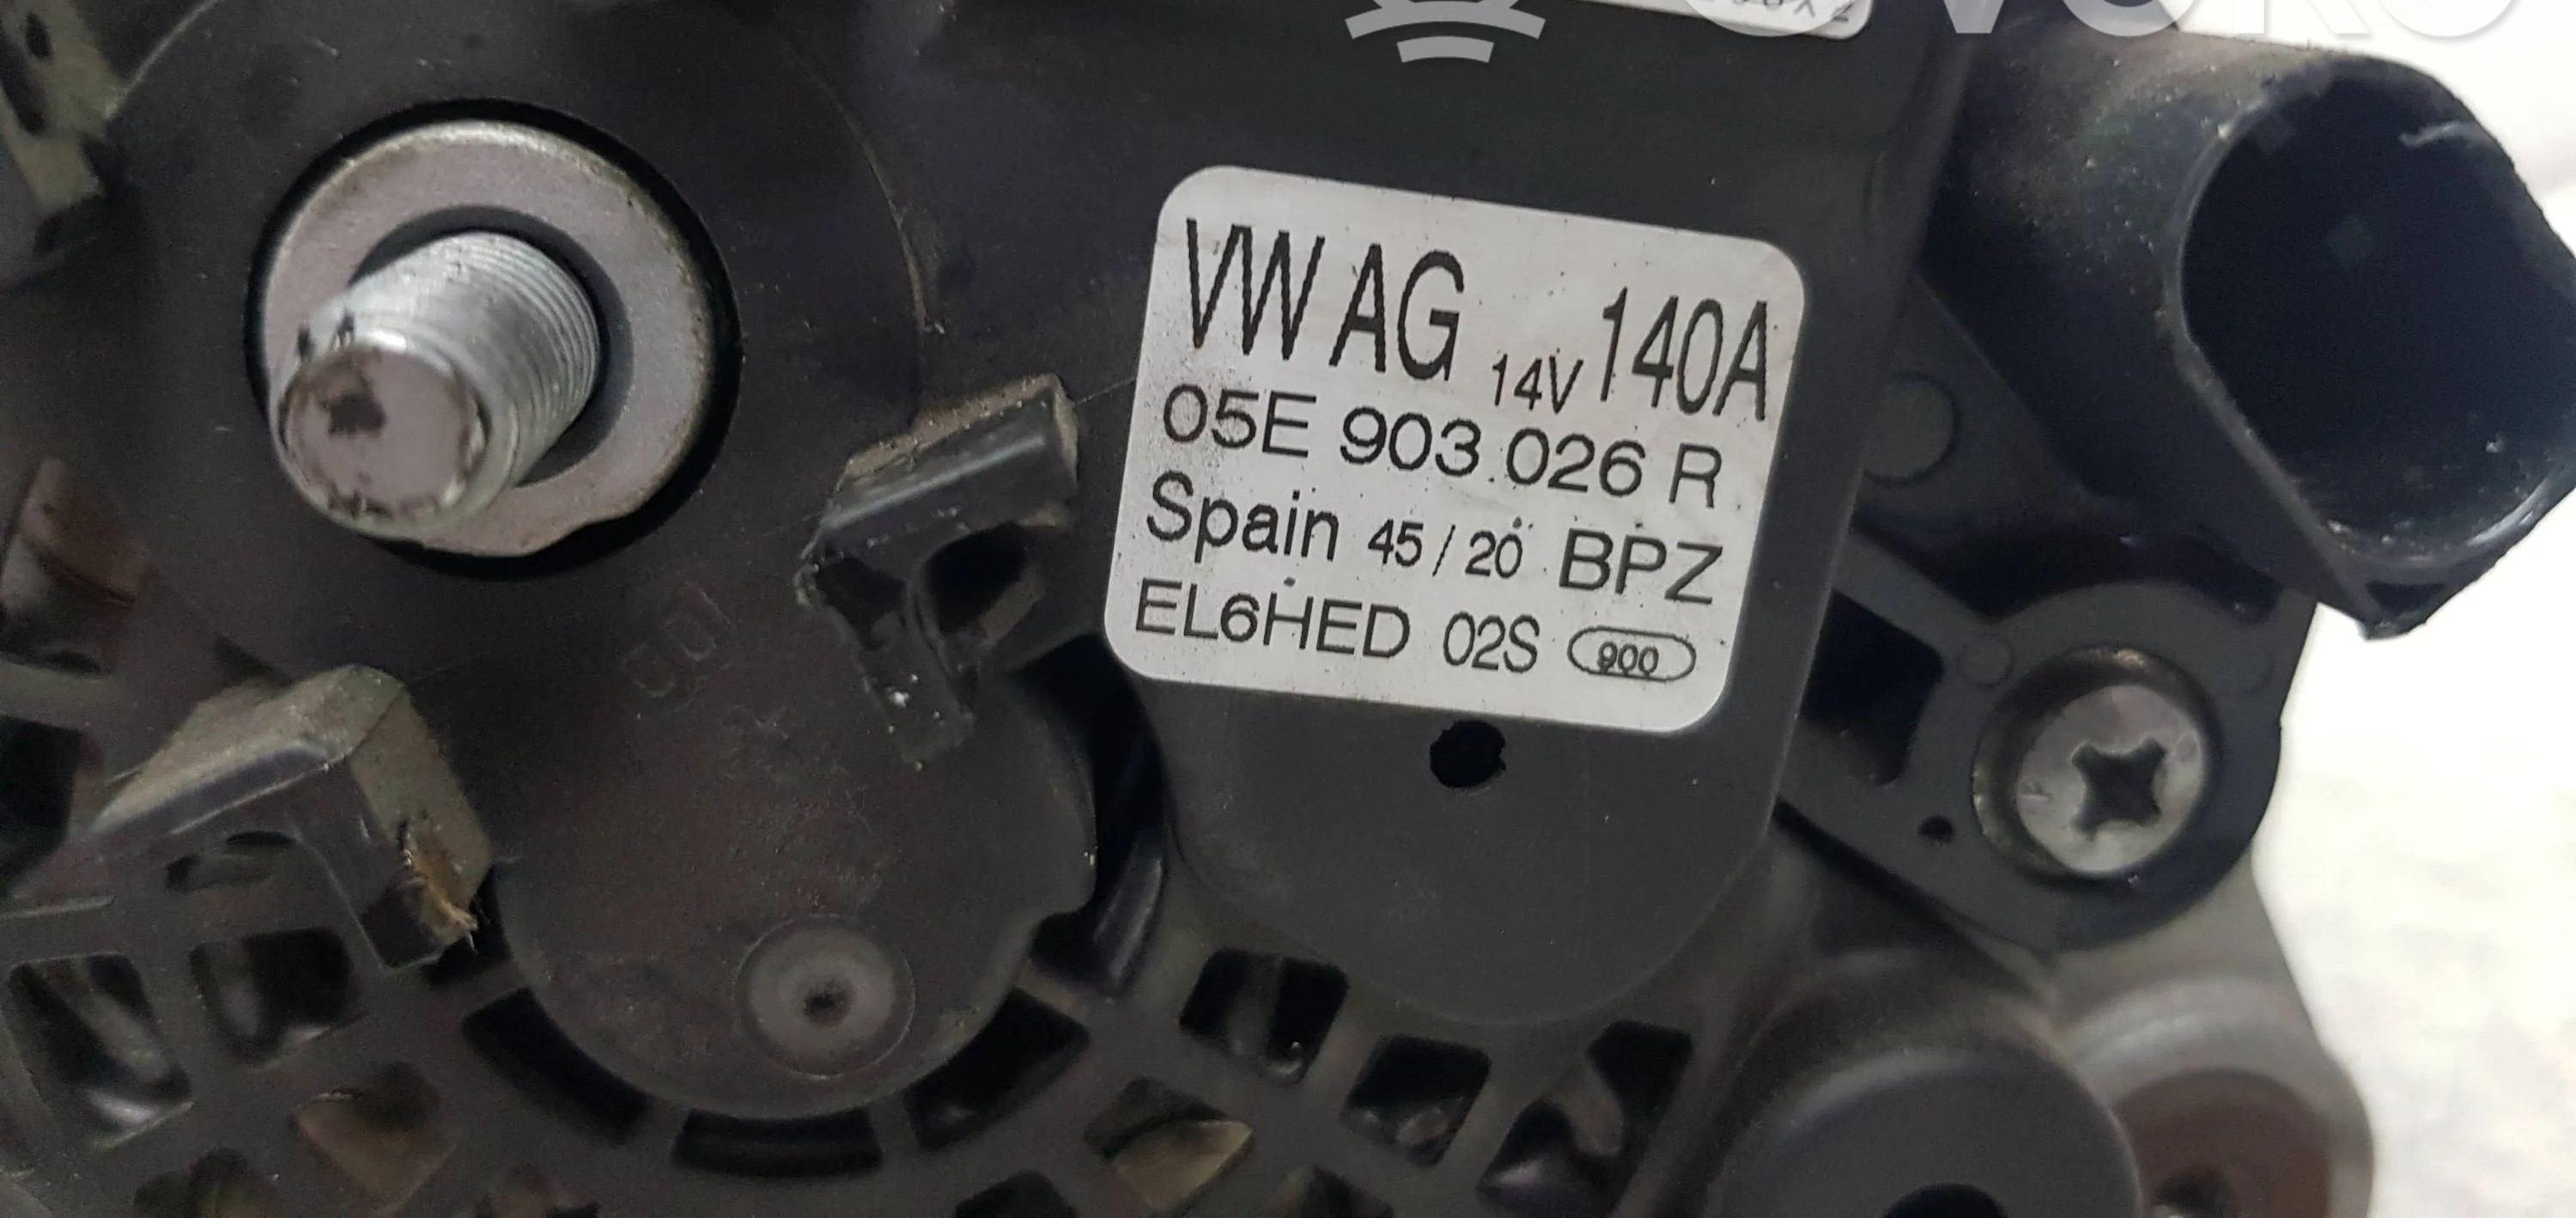 VW AG 14V 140A
05E 903 026 R
Spain 45/20 BPZ
EL6HED 02S 900